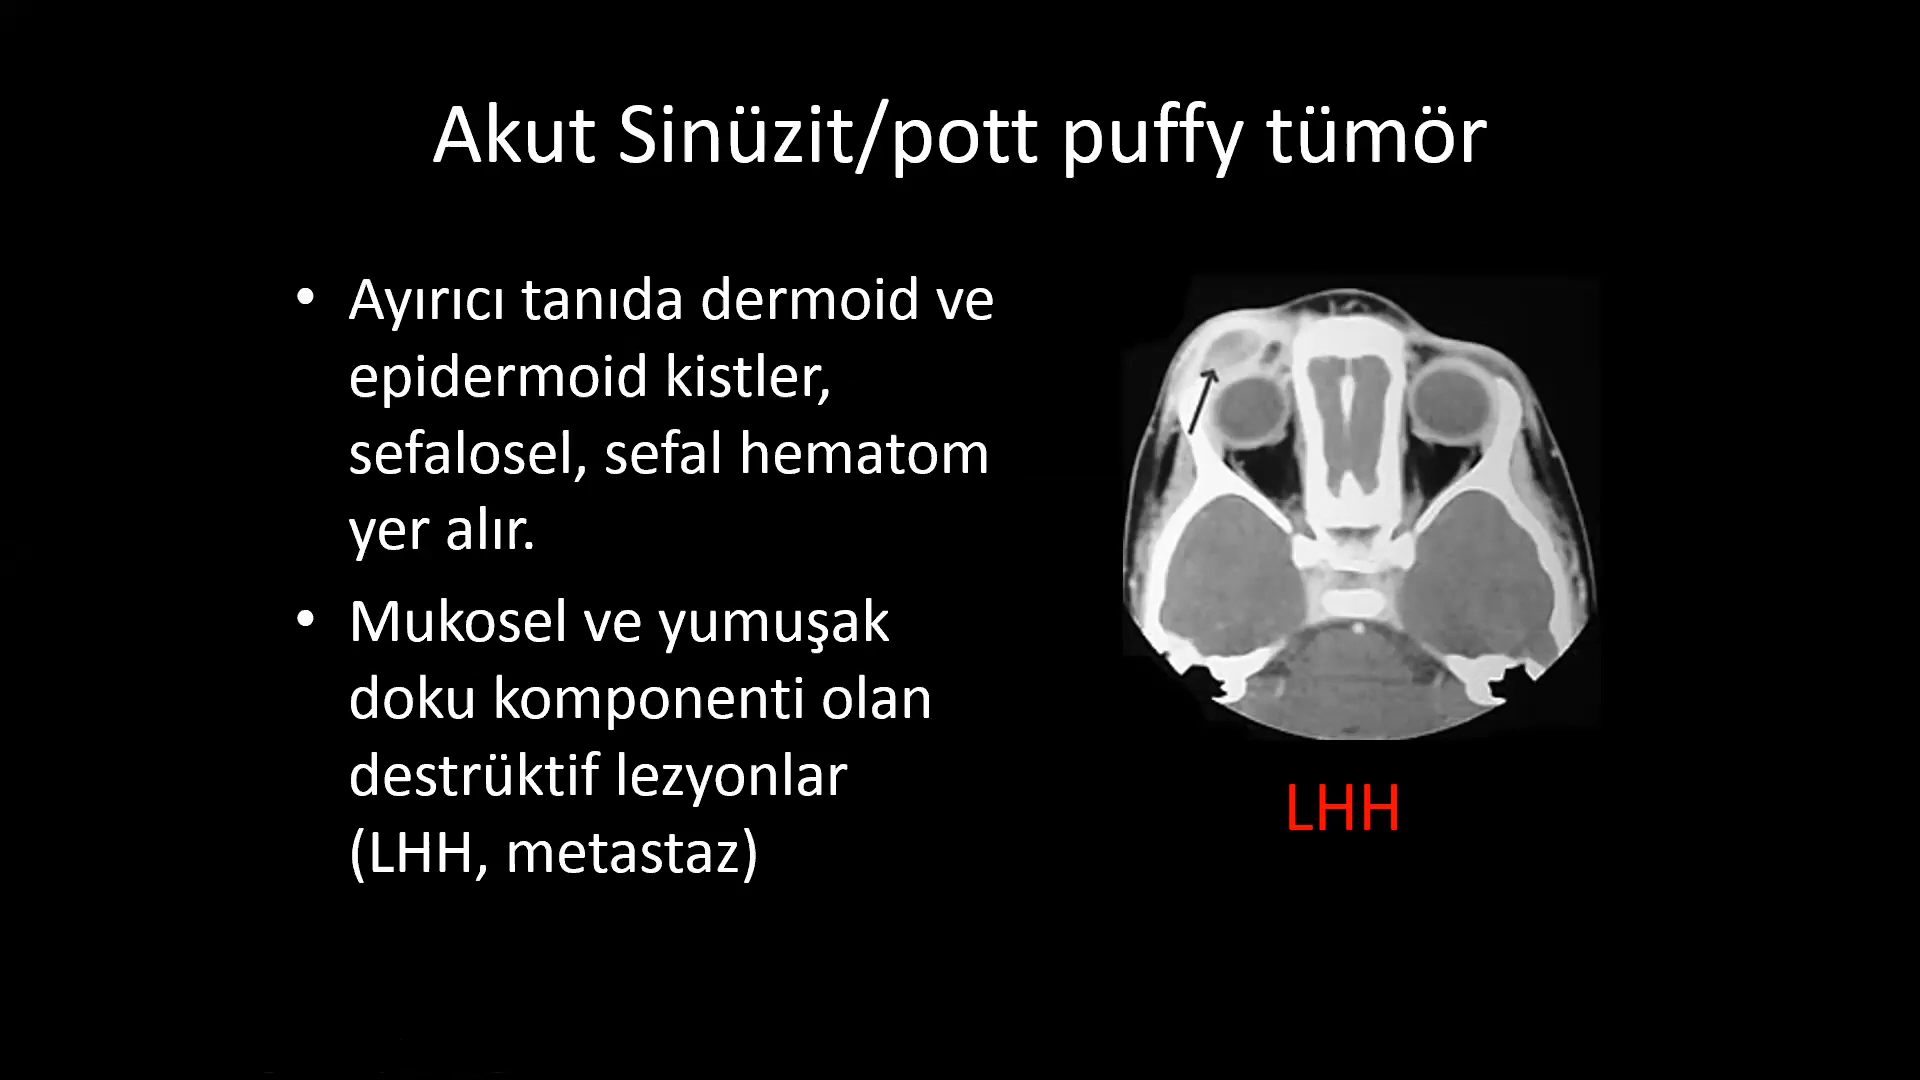 Akut Sinüzit/pott puffy tümör
• Ayırıcı tanıda dermoid ve
epidermoid kistler,
sefalosel, sefal hematom
yer alır.
• Mukosel ve yumuşak
doku komponenti olan
destrüktif lezyonlar
(LHH, metastaz)
LHH